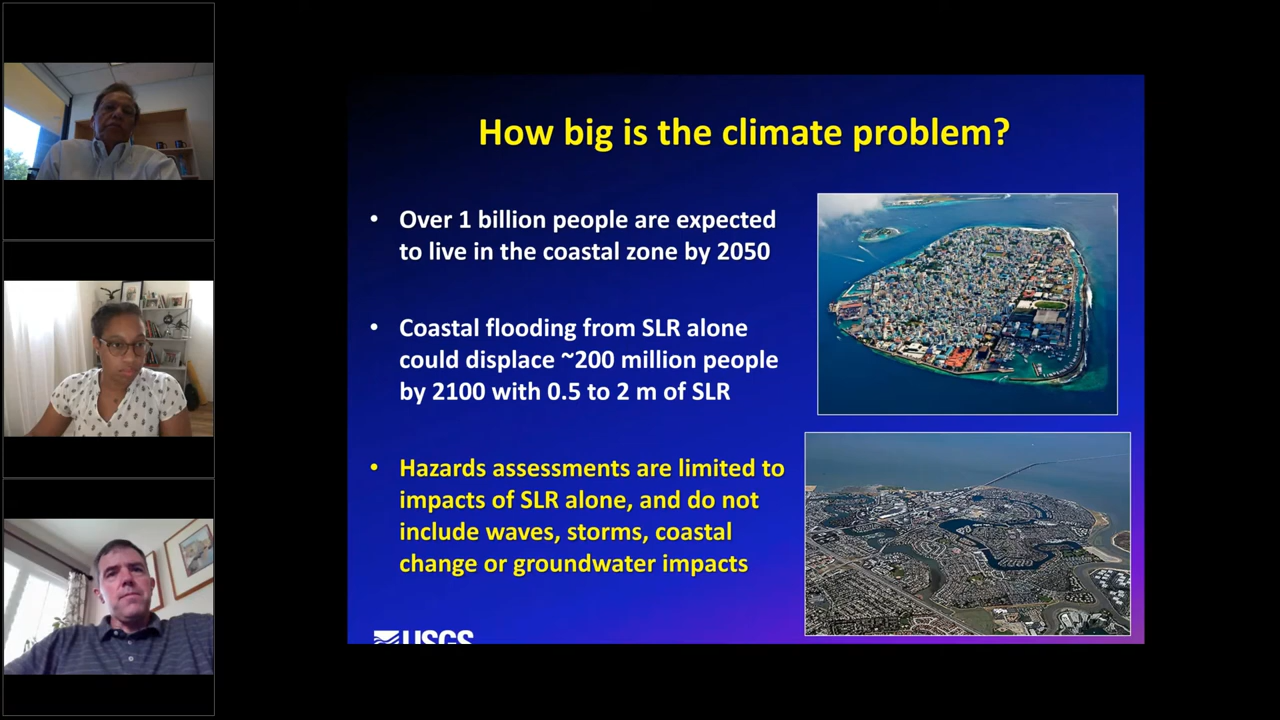 How big is the climate problem?
• Over 1 billion people are expected
to live in the coastal zone by 2050
• Coastal flooding from SLR alone
could displace ~200 million people
by 2100 with 0.5 to 2 m of SLR
• Hazards assessments are limited to
impacts of SLR alone, and do not
include waves, storms, coastal
change or groundwater impacts
USGS